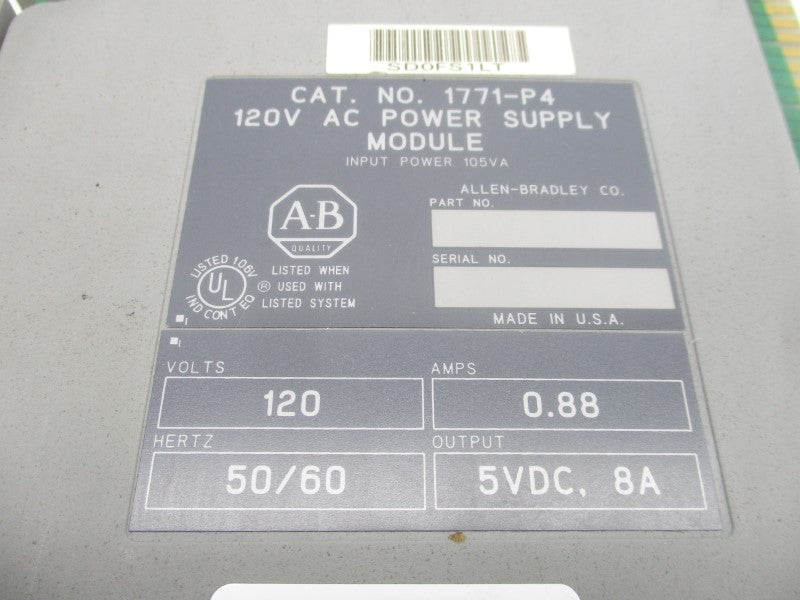 SD0FS1LT
CAT. NO. 1771-P4
120V AC POWER SUPPLY
MODULE
INPUT POWER 105VA
ALLEN-BRADLEY CO.
PART NO.
A-B
QUALITY
SERIAL NO.
LISTED 106V
UL
®
IND CONT EQ
LISTED WHEN
USED WITH
LISTED SYSTEM
MADE IN U.S.A.
VOLTS
120
AMPS
0.88
HERTZ
50/60
OUTPUT
5VDC, 8A